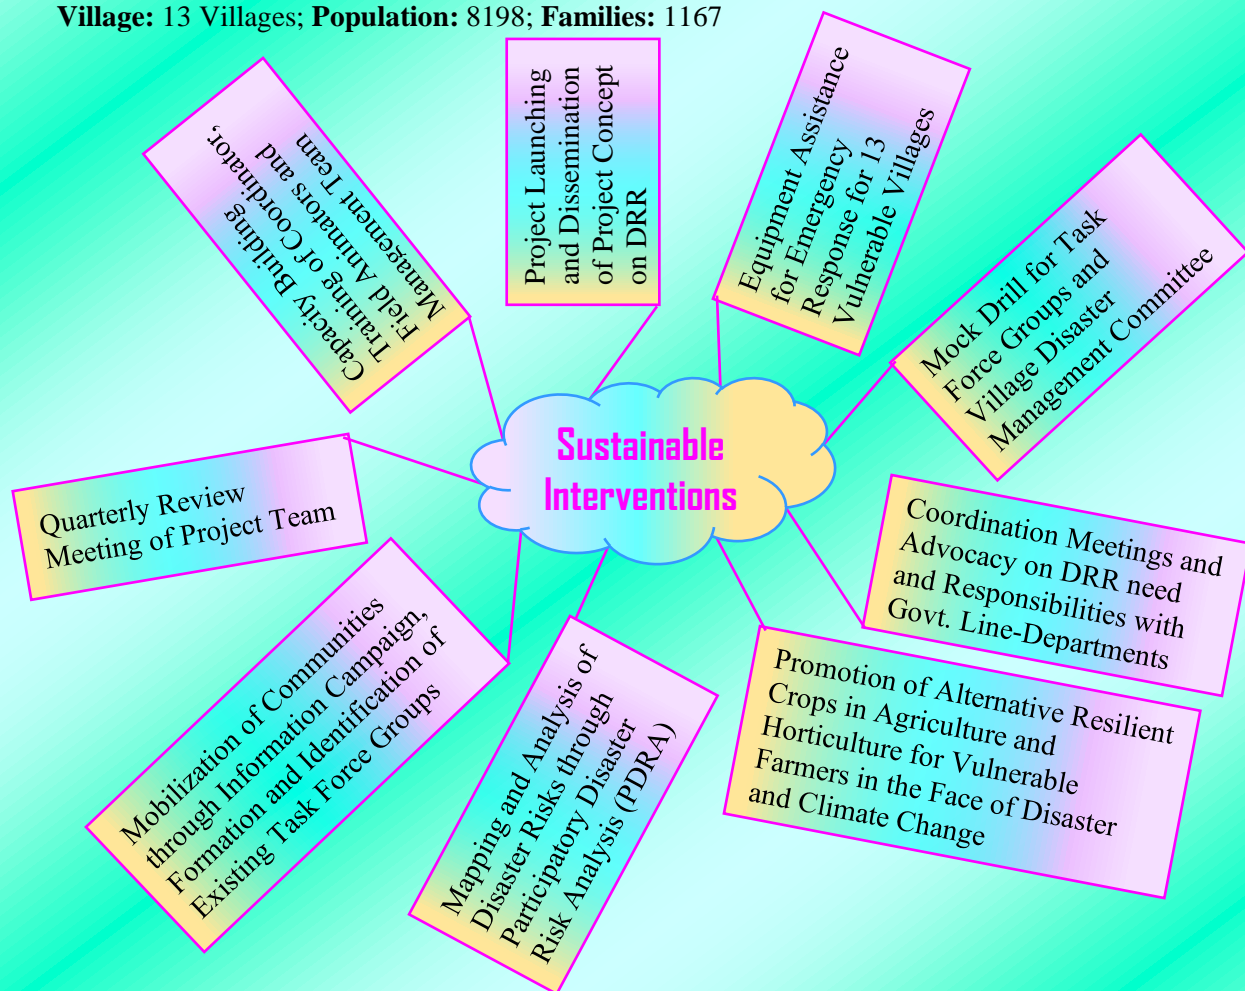 Village: 13 Villages; Population: 8198; Families: 1167
Capacity Building
Training of Coordinator,
Field Animators and
Management Team
Project Launching
and Dissemination
of Project Concept
on DRR
Equipment Assistance
for Emergency
Response for 13
Vulnerable Villages
Mock Drill for Task
Force Groups and
Village Disaster
Management Committee
Sustainable
Interventions
Quarterly Review
Meeting of Project Team
Coordination Meetings and
Advocacy on DRR need
and Responsibilities with
Govt. Line-Departments
Mobilization of Communities
through Information Campaign,
Formation and Identification of
Existing Task Force Groups
Mapping and Analysis of
Disaster Risks through
Participatory Disaster
Risk Analysis (PDRA)
Promotion of Alternative Resilient
Crops in Agriculture and
Horticulture for Vulnerable
Farmers in the Face of Disaster
and Climate Change